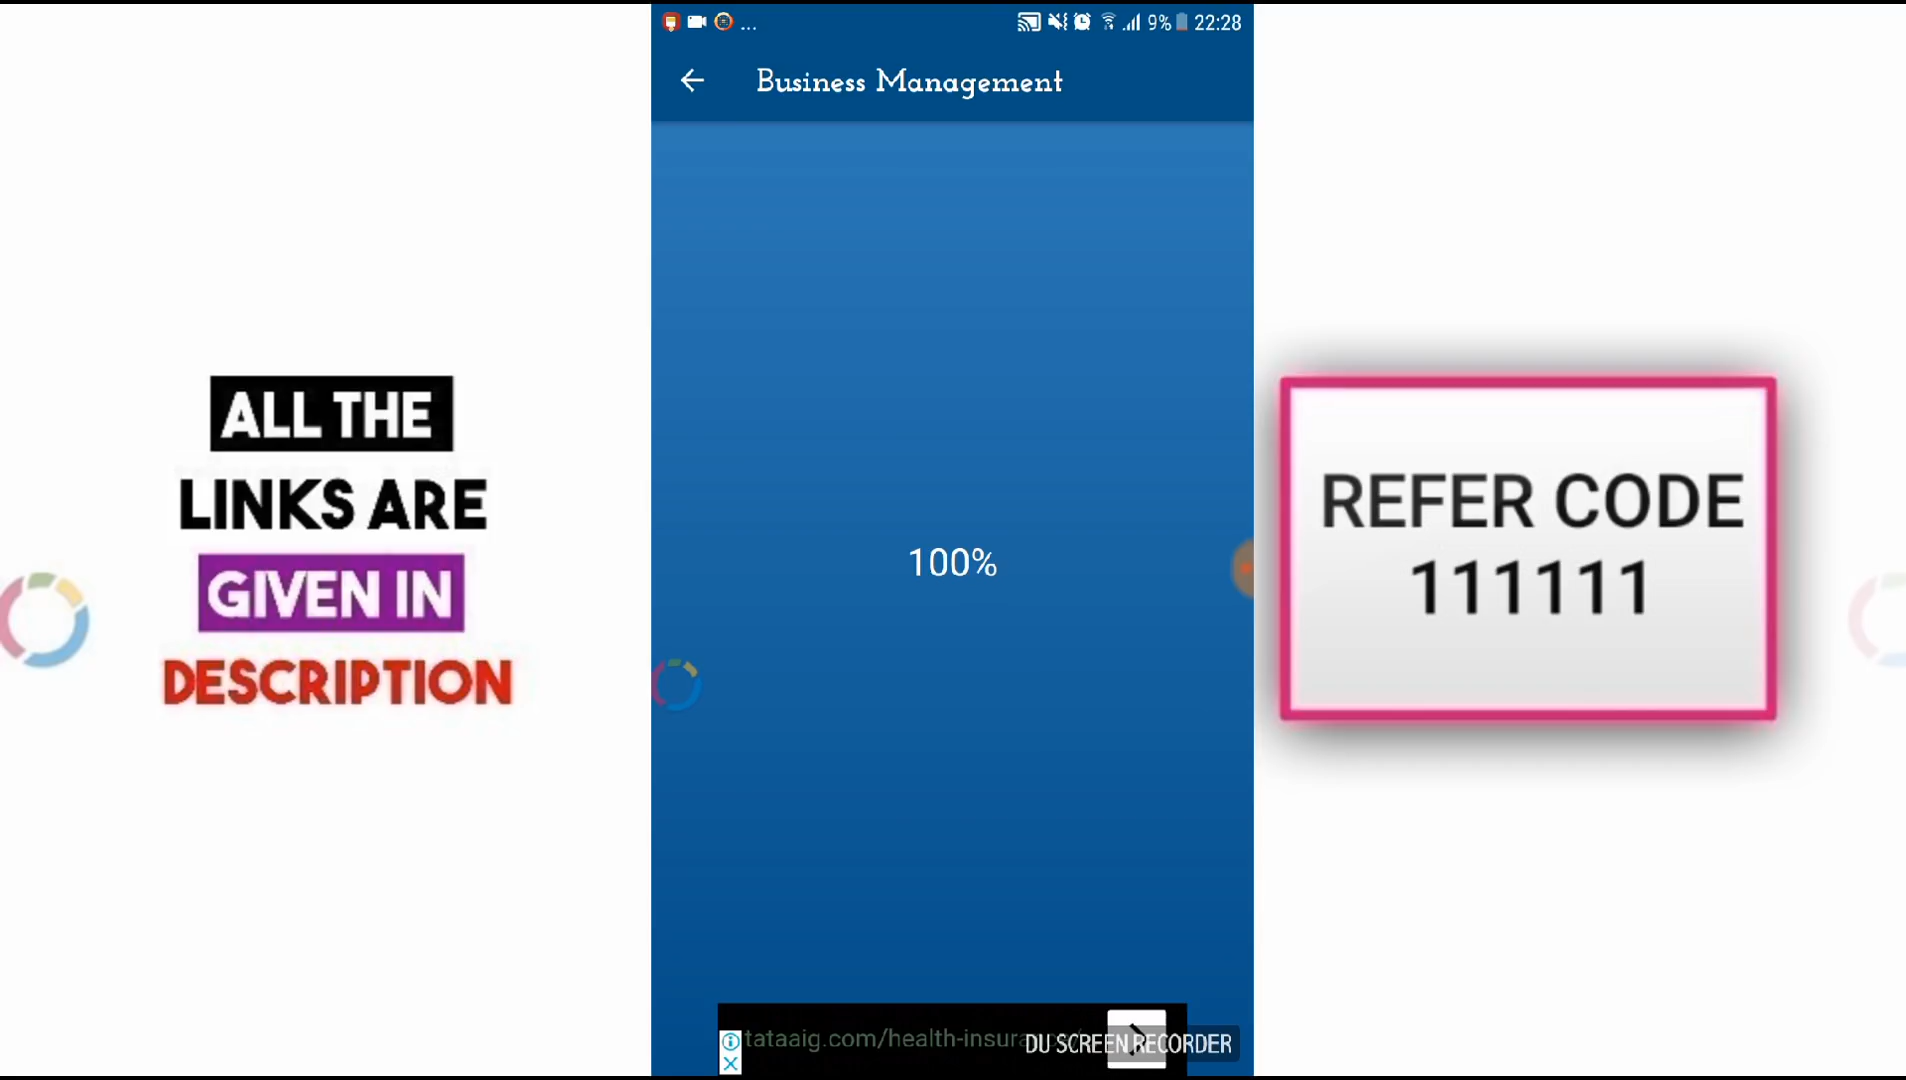 ... 9% 22:28
Business Management
ALL THE
LINKS ARE
GIVEN IN
DESCRIPTION
100%
REFER CODE
111111
tataaig.com/health-insura
DU SCREEN RECORDER